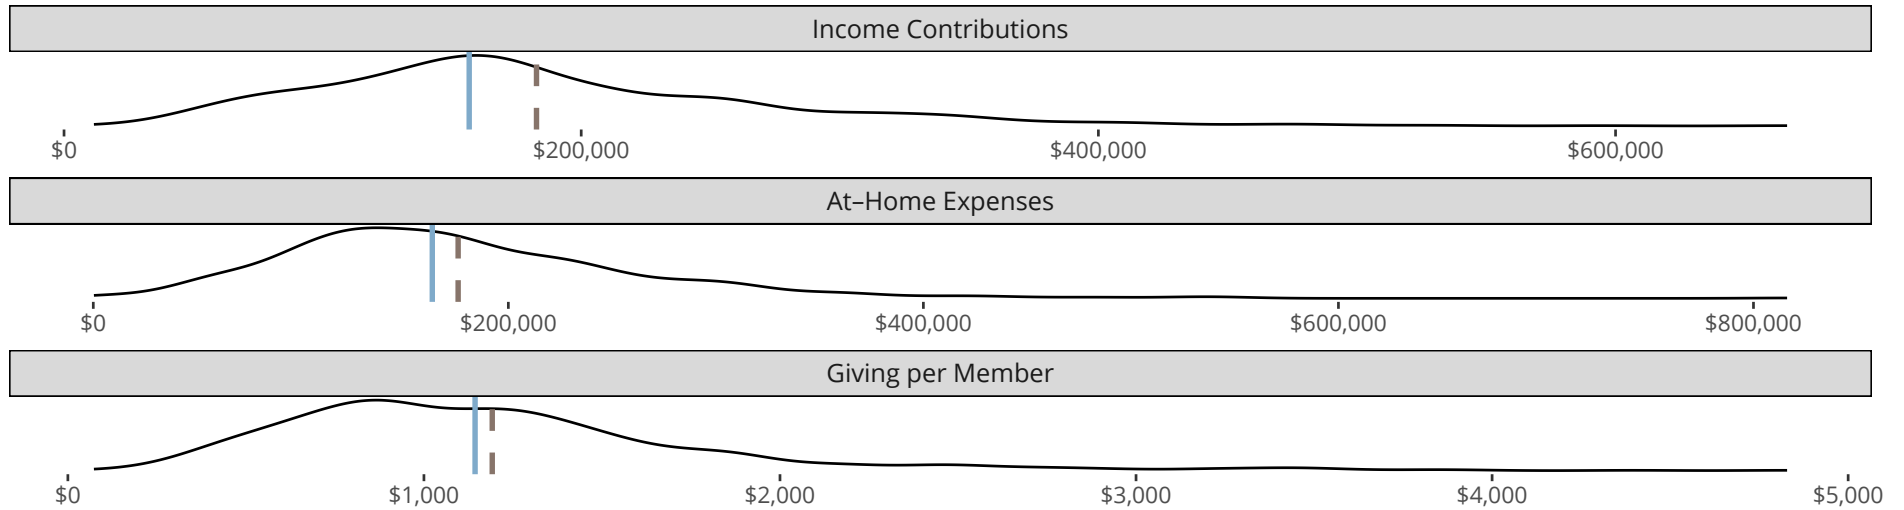 Income Contributions
$0 $200,000 $400,000 $600,000
At–Home Expenses
$0 $200,000 $400,000 $600,000 $800,000
Giving per Member
$0 $1,000 $2,000 $3,000 $4,000 $5,000